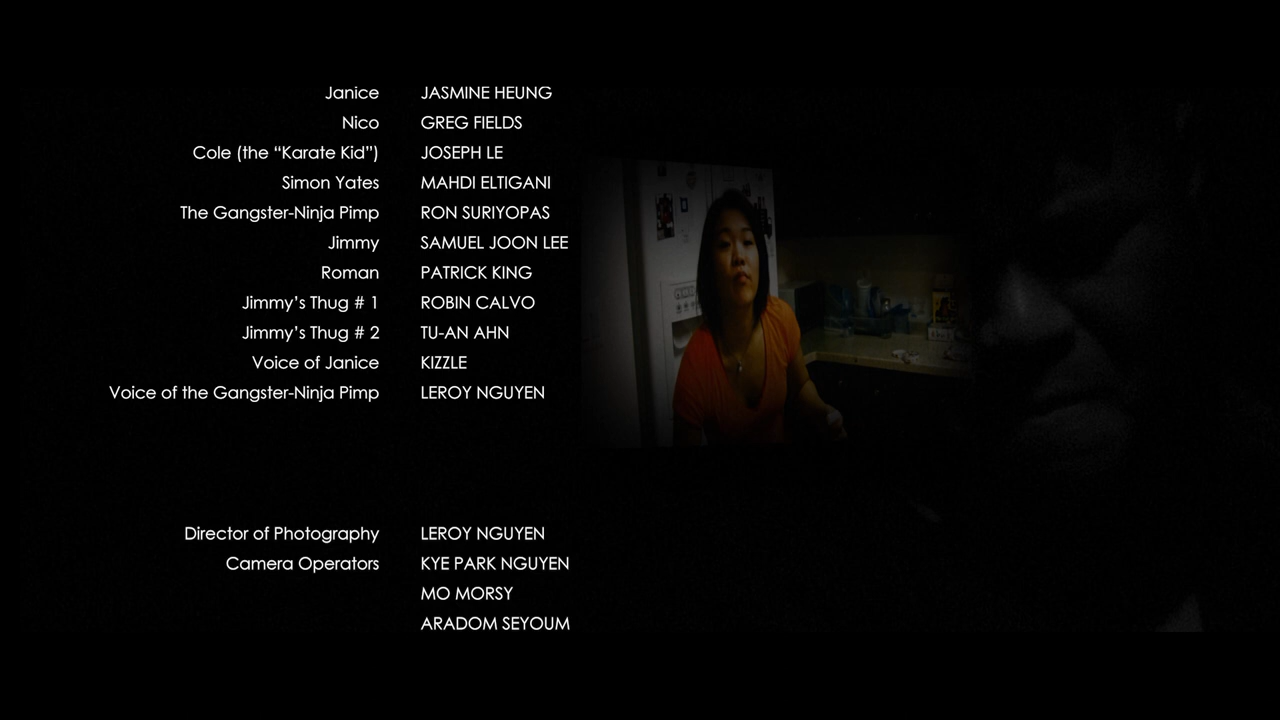 Janice JASMINE HEUNG
Nico GREG FIELDS
Cole (the “Karate Kid”) JOSEPH LE
Simon Yates MAHDI ELTIGANI
The Gangster-Ninja Pimp RON SURIYOPAS
Jimmy SAMUEL JOON LEE
Roman PATRICK KING
Jimmy’s Thug # 1 ROBIN CALVO
Jimmy’s Thug # 2 TU-AN AHN
Voice of Janice KIZZLE
Voice of the Gangster-Ninja Pimp LEROY NGUYEN
Director of Photography LEROY NGUYEN
Camera Operators KYE PARK NGUYEN
MO MORSY
ARADOM SEYOUM